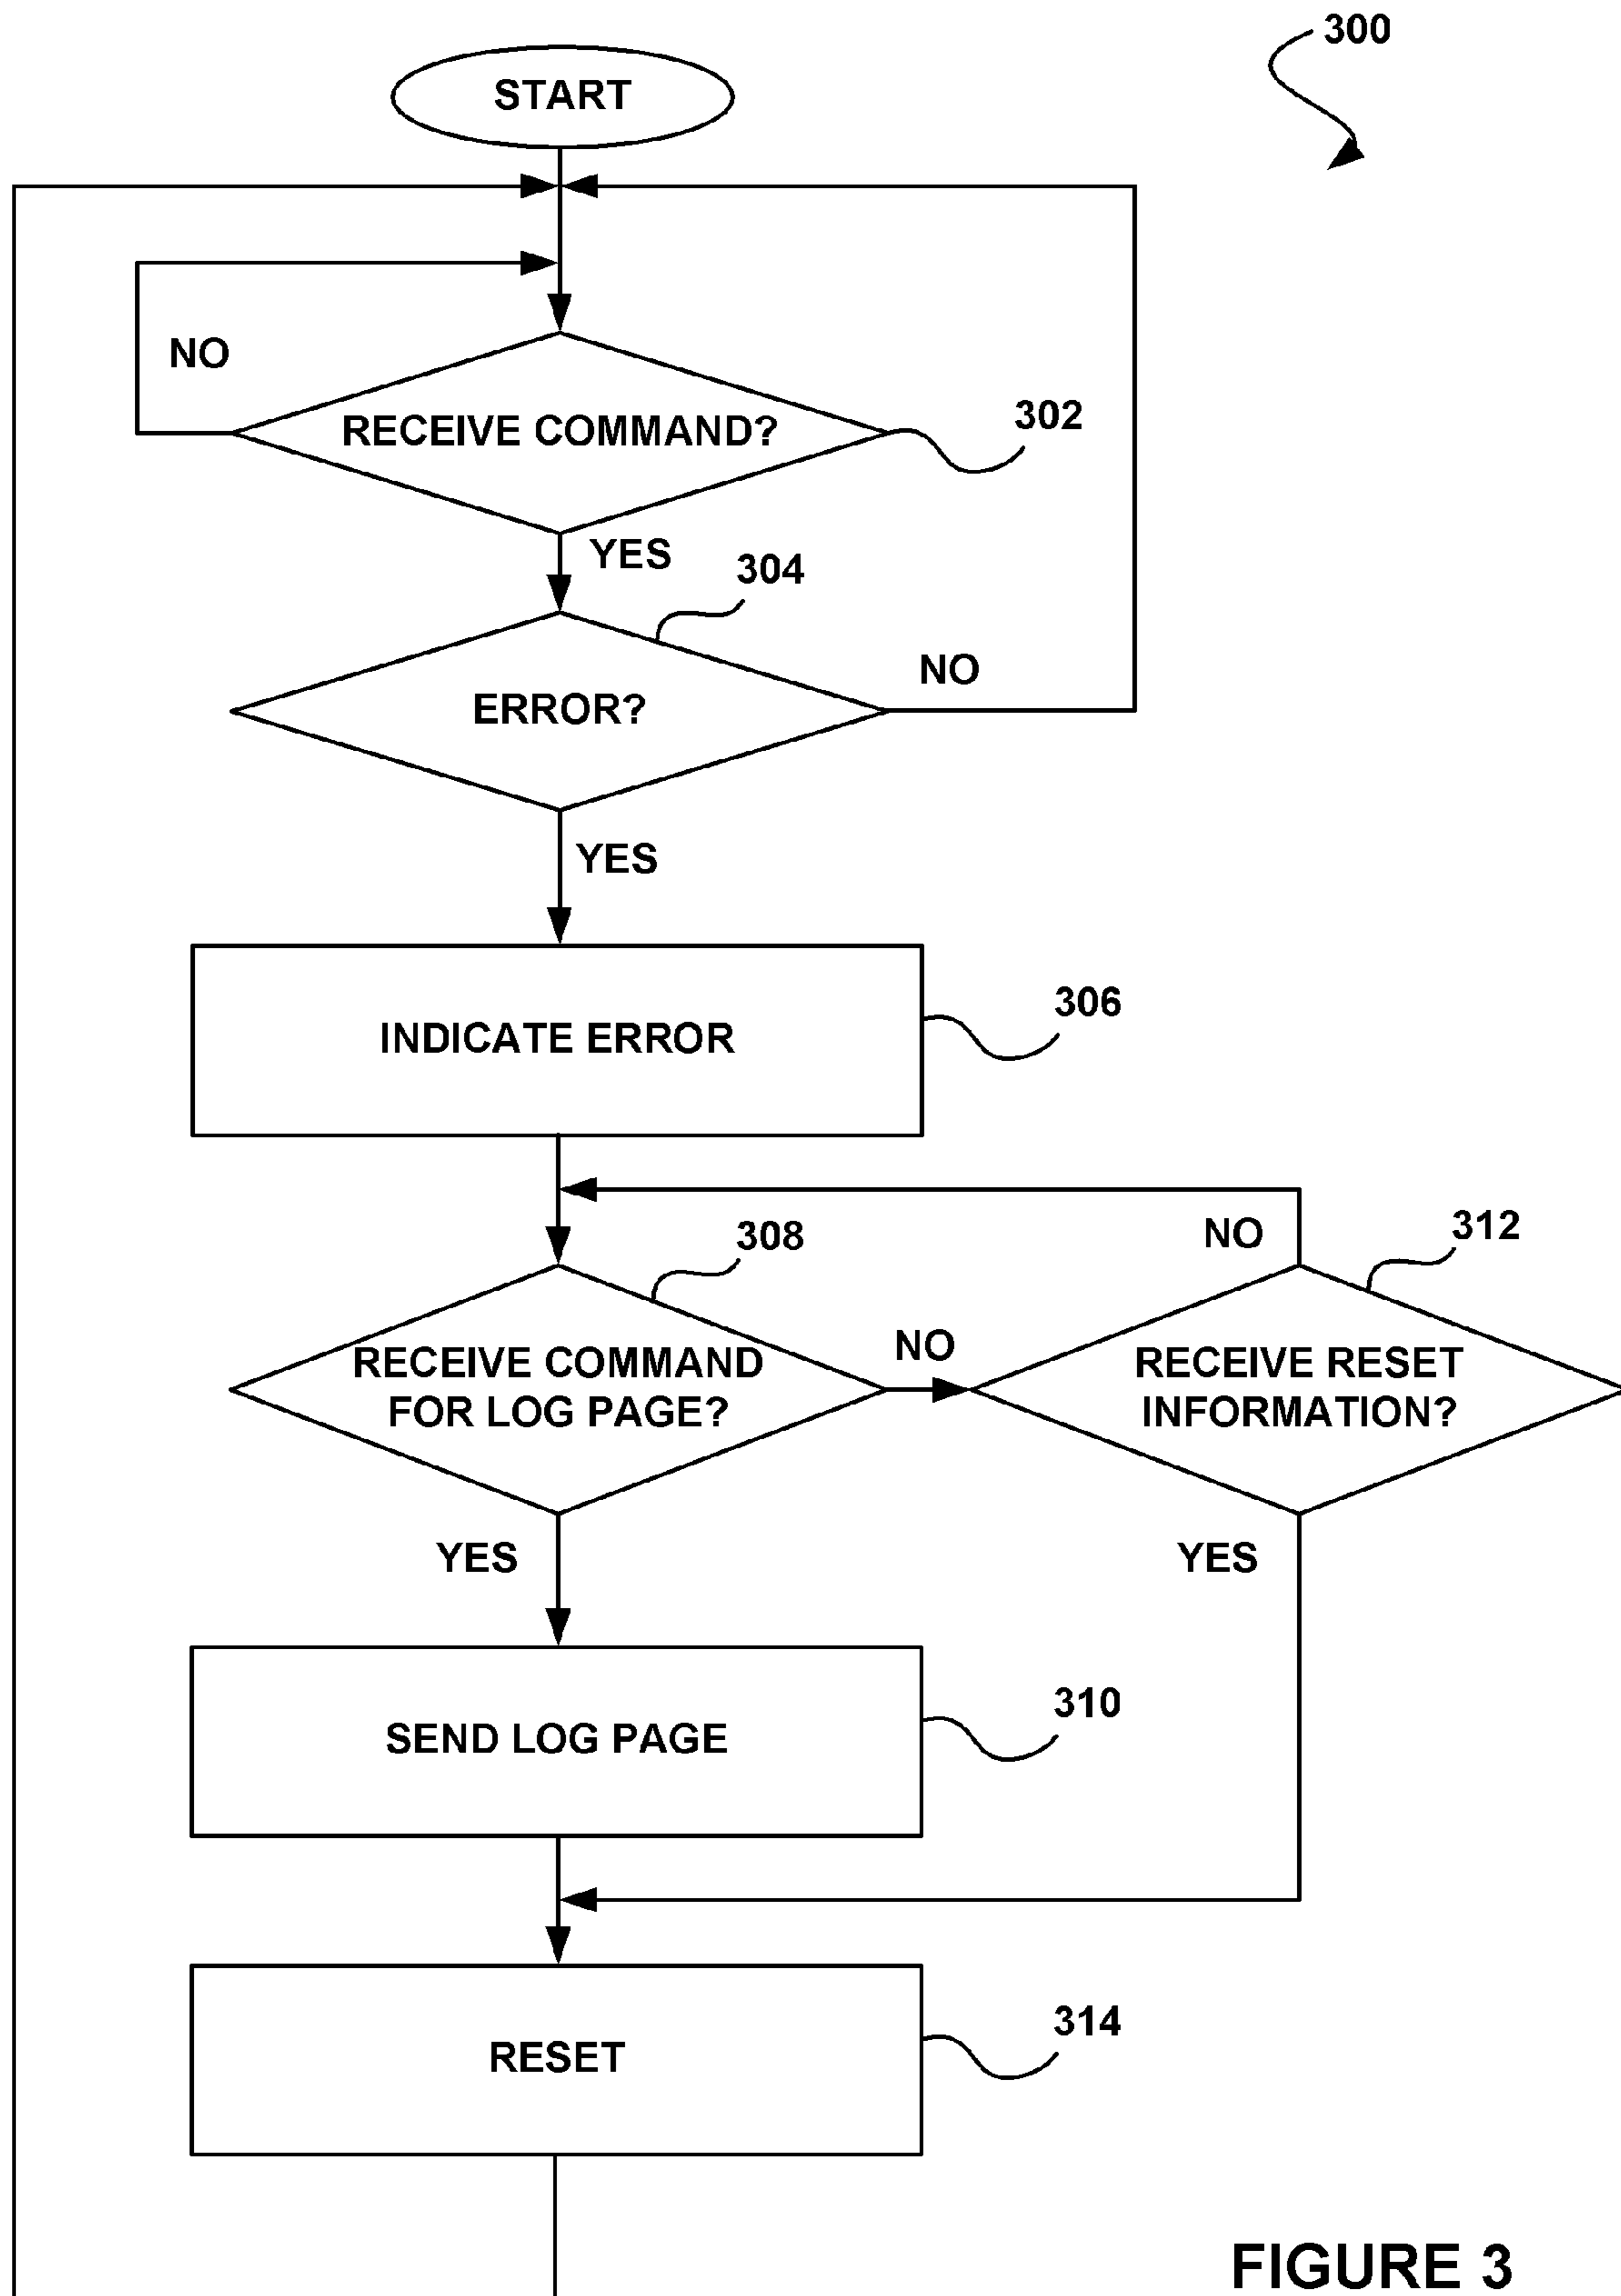 300
START
NO
RECEIVE COMMAND?
302
YES
304
NO
ERROR?
YES
306
INDICATE ERROR
308
NO
312
NO
RECEIVE COMMAND
FOR LOG PAGE?
RECEIVE RESET
INFORMATION?
YES
YES
310
SEND LOG PAGE
314
RESET
FIGURE 3